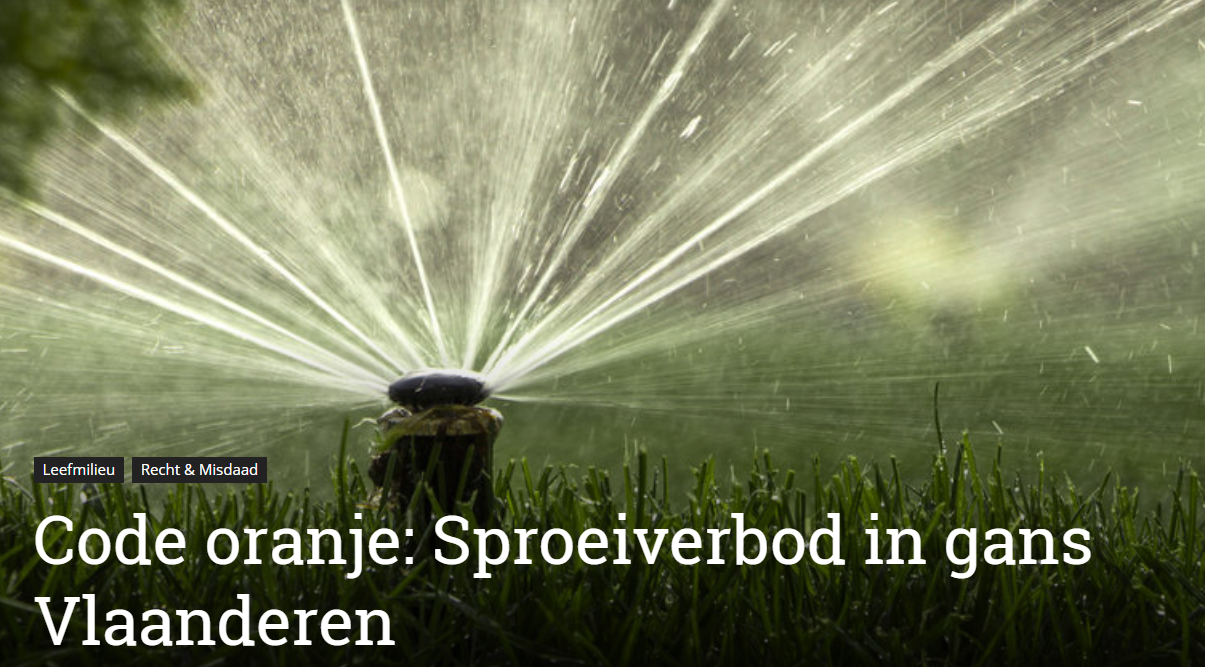 Leefmilieu Recht & Misdaad
Code oranje: Sproeiverbod in gans
Vlaanderen